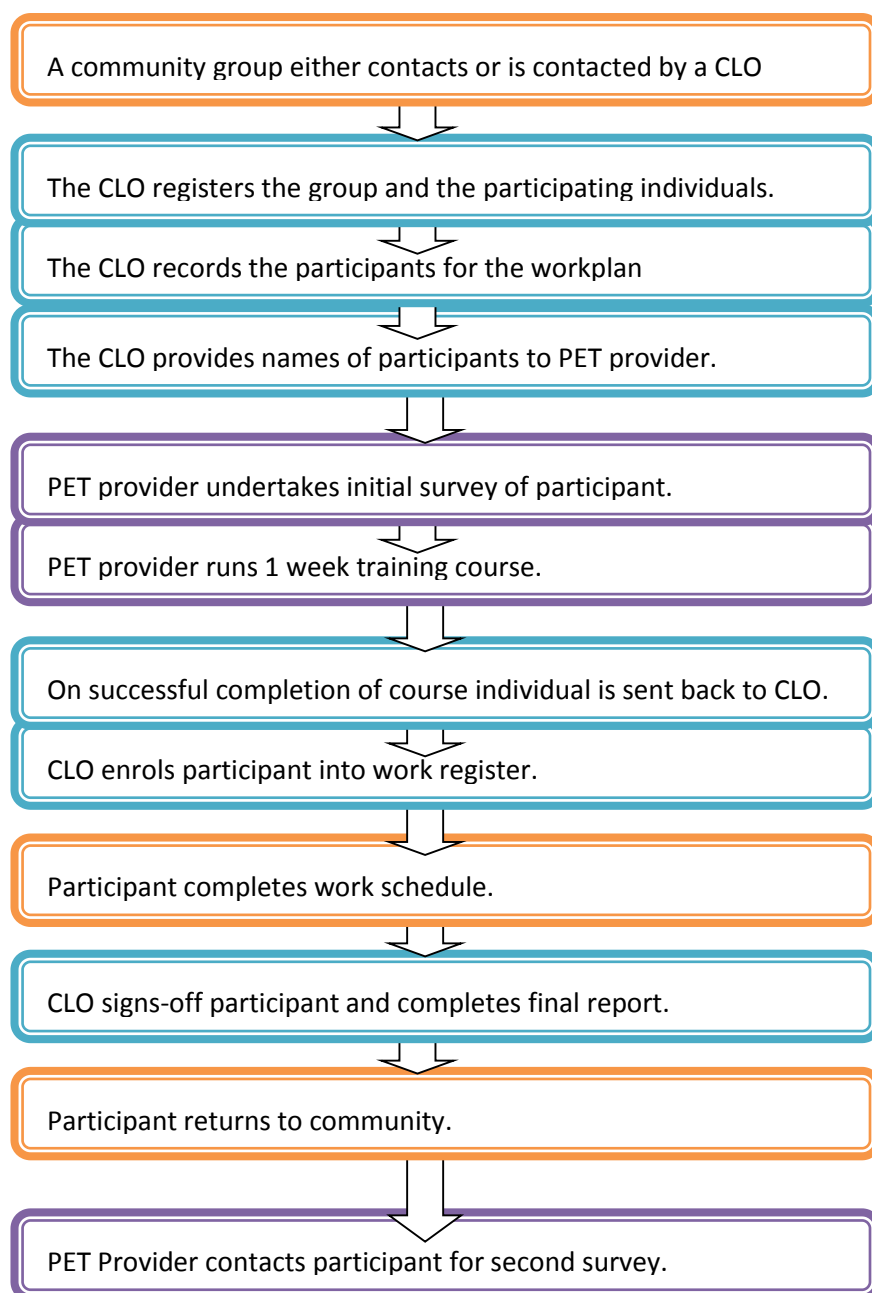 A community group either contacts or is contacted by a CLO
The CLO registers the group and the participating individuals.
The CLO records the participants for the workplan
The CLO provides names of participants to PET provider.
PET provider undertakes initial survey of participant.
PET provider runs 1 week training course.
On successful completion of course individual is sent back to CLO.
CLO enrols participant into work register.
Participant completes work schedule.
CLO signs-off participant and completes final report.
Participant returns to community.
PET Provider contacts participant for second survey.